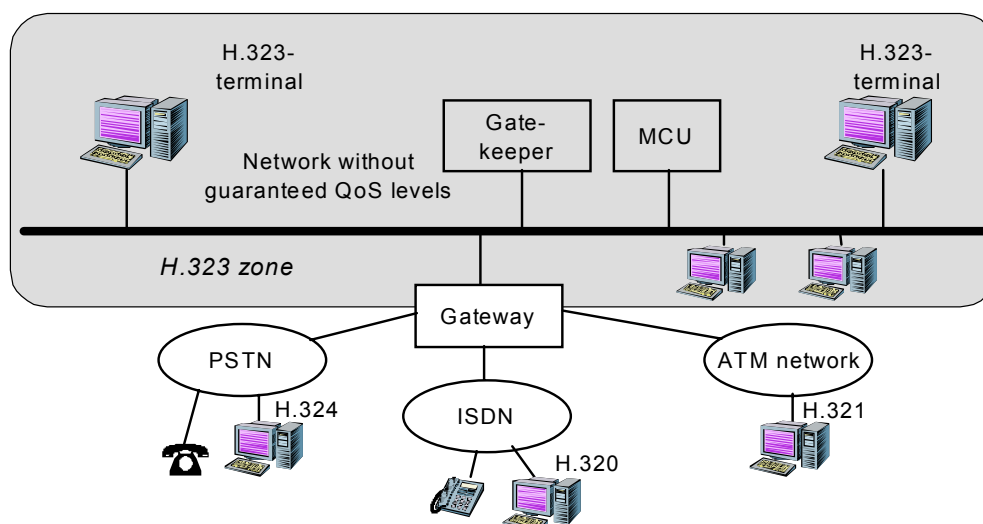 H.323-
terminal
H.323-
terminal
Gate-
keeper
MCU
Network without
guaranteed QoS levels
H.323 zone
Gateway
PSTN
ATM network
H.324
ISDN
H.321
H.320